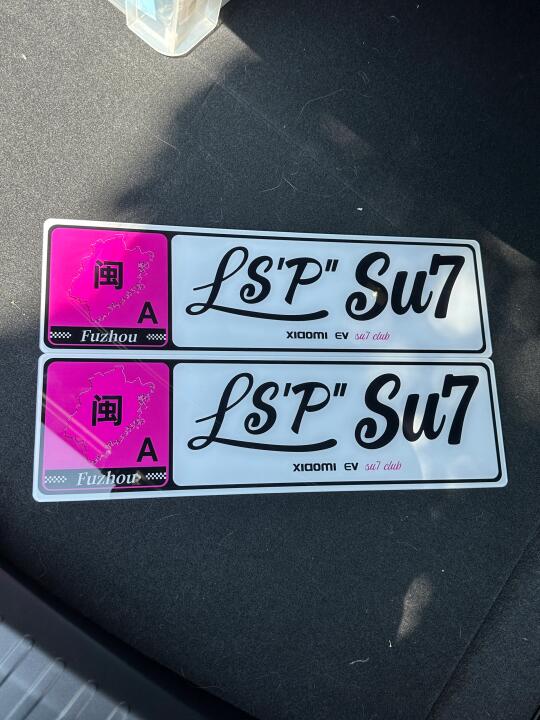 闽
A
Fuzhou
LS'P" Su7
XIAOMI EV su7 club
闽
A
Fuzhou
LS'P" Su7
XIAOMI EV su7 club